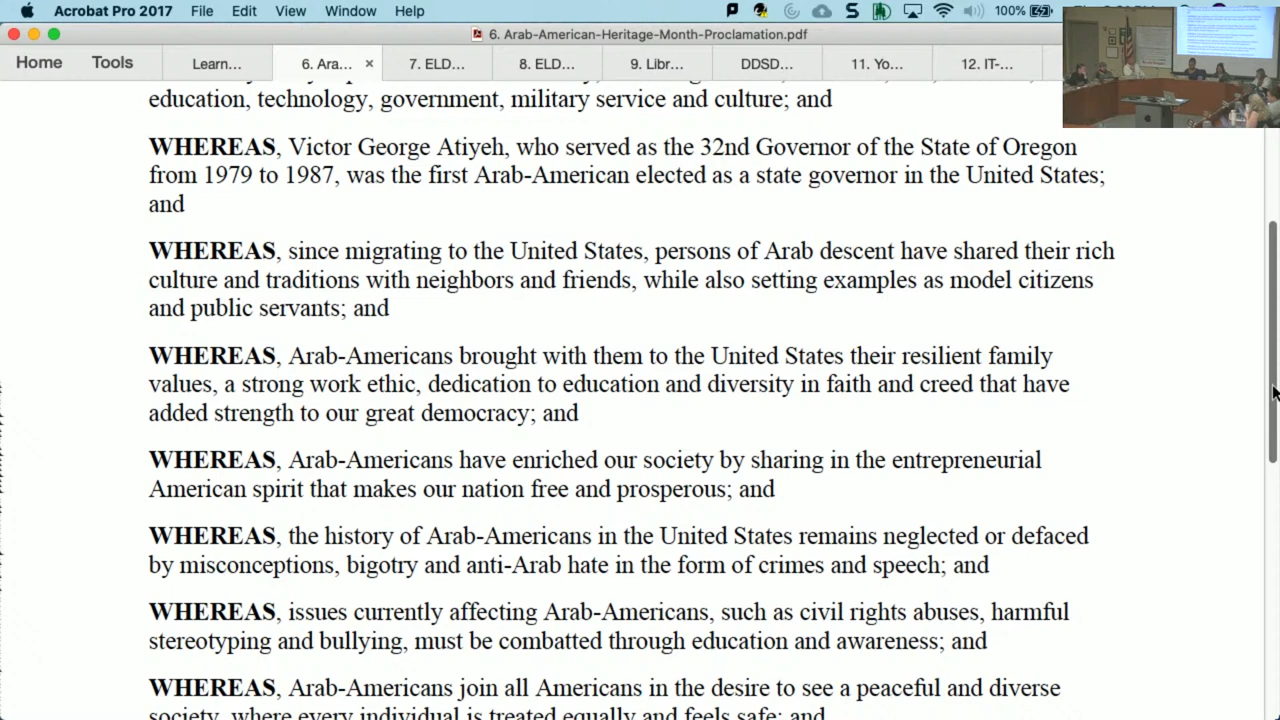 Acrobat Pro 2017 File Edit View Window Help 100%
6. Arab-American-Heritage-Month-Proclamation.pdf
Home Tools Learn... 6. Ara... × 7. ELD... 8. ELD... 9. Libr... DDSD... 11. Yo... 12. IT-...
education, technology, government, military service and culture; and
WHEREAS, Victor George Atiyeh, who served as the 32nd Governor of the State of Oregon
from 1979 to 1987, was the first Arab-American elected as a state governor in the United States;
and
WHEREAS, since migrating to the United States, persons of Arab descent have shared their rich
culture and traditions with neighbors and friends, while also setting examples as model citizens
and public servants; and
WHEREAS, Arab-Americans brought with them to the United States their resilient family
values, a strong work ethic, dedication to education and diversity in faith and creed that have
added strength to our great democracy; and
WHEREAS, Arab-Americans have enriched our society by sharing in the entrepreneurial
American spirit that makes our nation free and prosperous; and
WHEREAS, the history of Arab-Americans in the United States remains neglected or defaced
by misconceptions, bigotry and anti-Arab hate in the form of crimes and speech; and
WHEREAS, issues currently affecting Arab-Americans, such as civil rights abuses, harmful
stereotyping and bullying, must be combatted through education and awareness; and
WHEREAS, Arab-Americans join all Americans in the desire to see a peaceful and diverse
society, where every individual is treated equally and feels safe; and